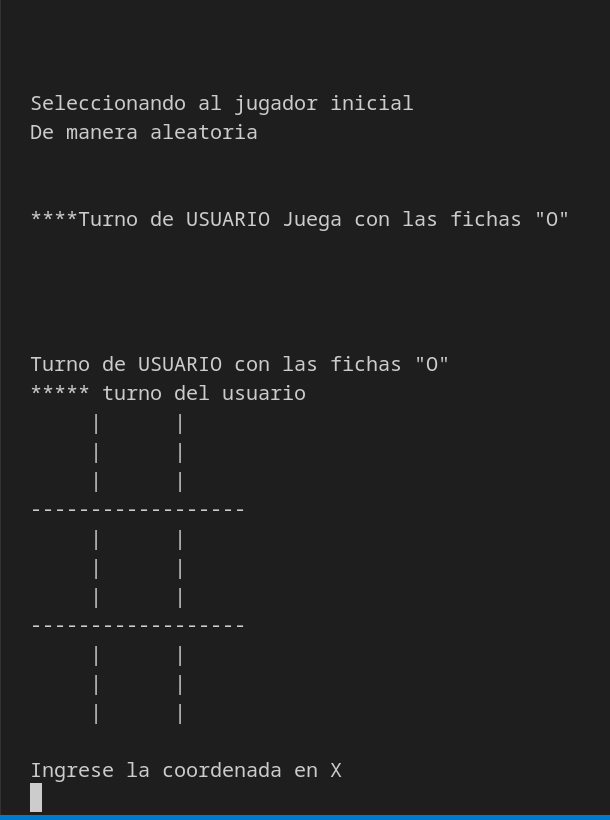 Seleccionando al jugador inicial
De manera aleatoria
****Turno de USUARIO Juega con las fichas "O"
Turno de USUARIO con las fichas "O"
***** turno del usuario
     |      |
     |      |
     |      |
------------------
     |      |
     |      |
     |      |
------------------
     |      |
     |      |
     |      |
Ingrese la coordenada en X